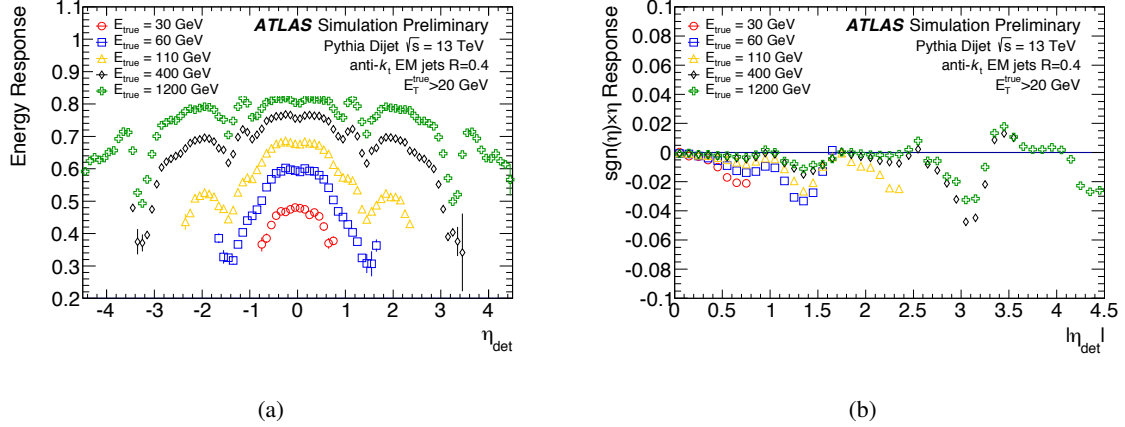 Energy Response
1.1
1
0.9
0.8
0.7
0.6
0.5
0.4
0.3
0.2
E_true = 30 GeV
E_true = 60 GeV
E_true = 110 GeV
E_true = 400 GeV
E_true = 1200 GeV
ATLAS Simulation Preliminary
Pythia Dijet √s = 13 TeV
anti-k_t EM jets R=0.4
E_T^true>20 GeV
-4 -3 -2 -1 0 1 2 3 4
η_det
(a)
sgn(η)×η Response
0.1
0.08
0.06
0.04
0.02
0
-0.02
-0.04
-0.06
-0.08
-0.1
E_true = 30 GeV
E_true = 60 GeV
E_true = 110 GeV
E_true = 400 GeV
E_true = 1200 GeV
ATLAS Simulation Preliminary
Pythia Dijet √s = 13 TeV
anti-k_t EM jets R=0.4
E_T^true>20 GeV
0 0.5 1 1.5 2 2.5 3 3.5 4 4.5
|η_det|
(b)